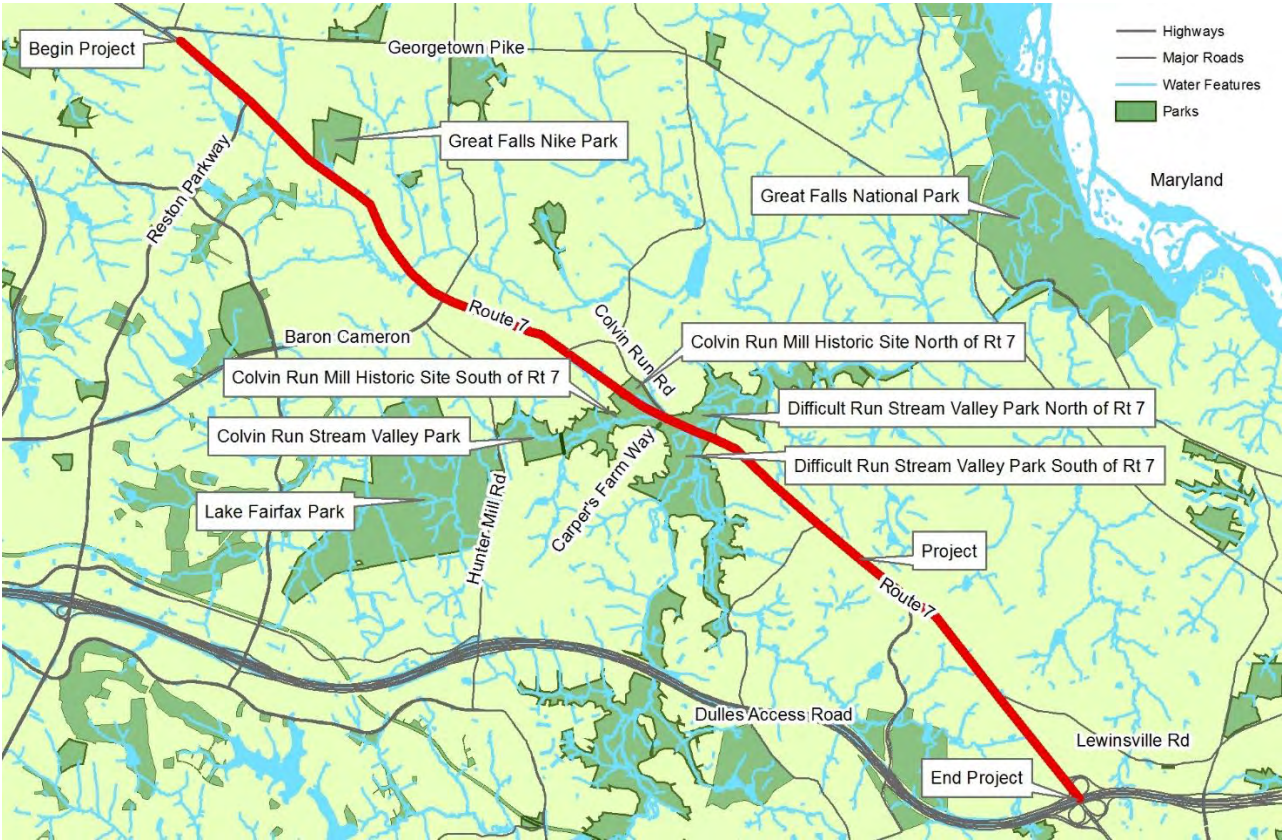 Begin Project
Georgetown Pike
Highways
Major Roads
Water Features
Parks
Great Falls Nike Park
Reston Parkway
Maryland
Great Falls National Park
Route 7
Colvin Run Rd
Baron Cameron
Colvin Run Mill Historic Site North of Rt 7
Colvin Run Mill Historic Site South of Rt 7
Difficult Run Stream Valley Park North of Rt 7
Colvin Run Stream Valley Park
Difficult Run Stream Valley Park South of Rt 7
Carper's Farm Way
Lake Fairfax Park
Hunter Mill Rd
Project
Route 7
Dulles Access Road
Lewinsville Rd
End Project